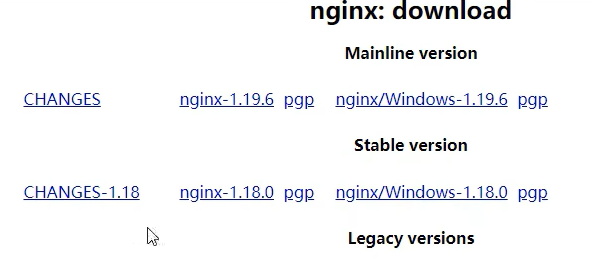 nginx: download
Mainline version
CHANGES nginx-1.19.6 pgp nginx/Windows-1.19.6 pgp
Stable version
CHANGES-1.18 nginx-1.18.0 pgp nginx/Windows-1.18.0 pgp
Legacy versions